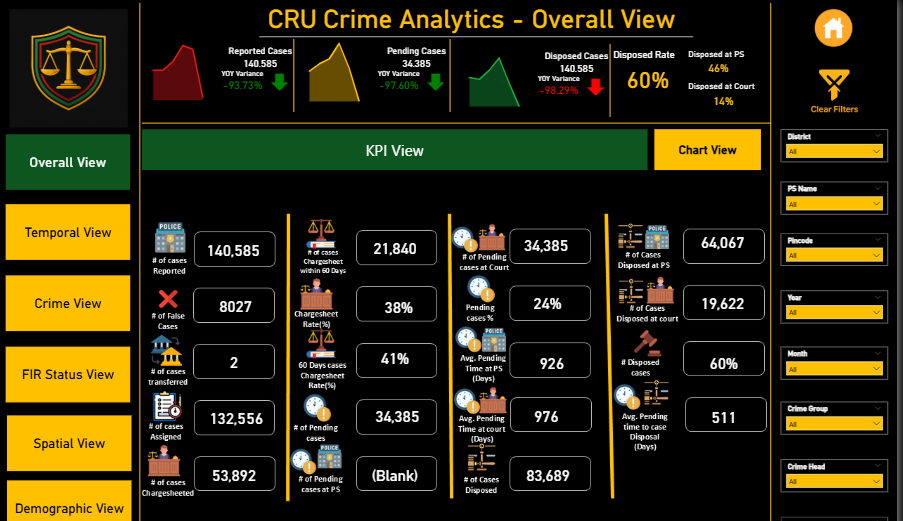 CRU Crime Analytics - Overall View
Reported Cases
140,585
YOY Variance
-93.73%
Pending Cases
34,385
YOY Variance
-97.60%
Disposed Cases
140,585
YOY Variance
-98.29%
Disposed Rate
60%
Disposed at PS
46%
Disposed at Court
14%
Clear Filters
Overall View
Temporal View
Crime View
FIR Status View
Spatial View
Demographic View
KPI View
Chart View
POLICE
# of cases
Reported
140,585
# of False
Cases
8027
# of cases
transferred
2
# of cases
Assigned
132,556
# of cases
Chargesheeted
53,892
# of cases
Chargesheet
within 60 Days
21,840
Chargesheet
Rate(%)
38%
60 Days cases
Chargesheet
Rate(%)
41%
# of Pending
cases
34,385
POLICE
# of Pending
cases at PS
(Blank)
# of Pending
cases at Court
34,385
Pending
cases %
24%
POLICE
Avg. Pending
Time at PS
(Days)
926
Avg. Pending
Time at court
(Days)
976
# of Cases
Disposed
83,689
POLICE
# of Cases
Disposed at PS
64,067
# of Cases
Disposed at court
19,622
# Disposed
cases
60%
Avg. Pending
time to case
Disposal
(Days)
511
District
All
PS Name
All
Pincode
All
Year
All
Month
All
Crime Group
All
Crime Head
All